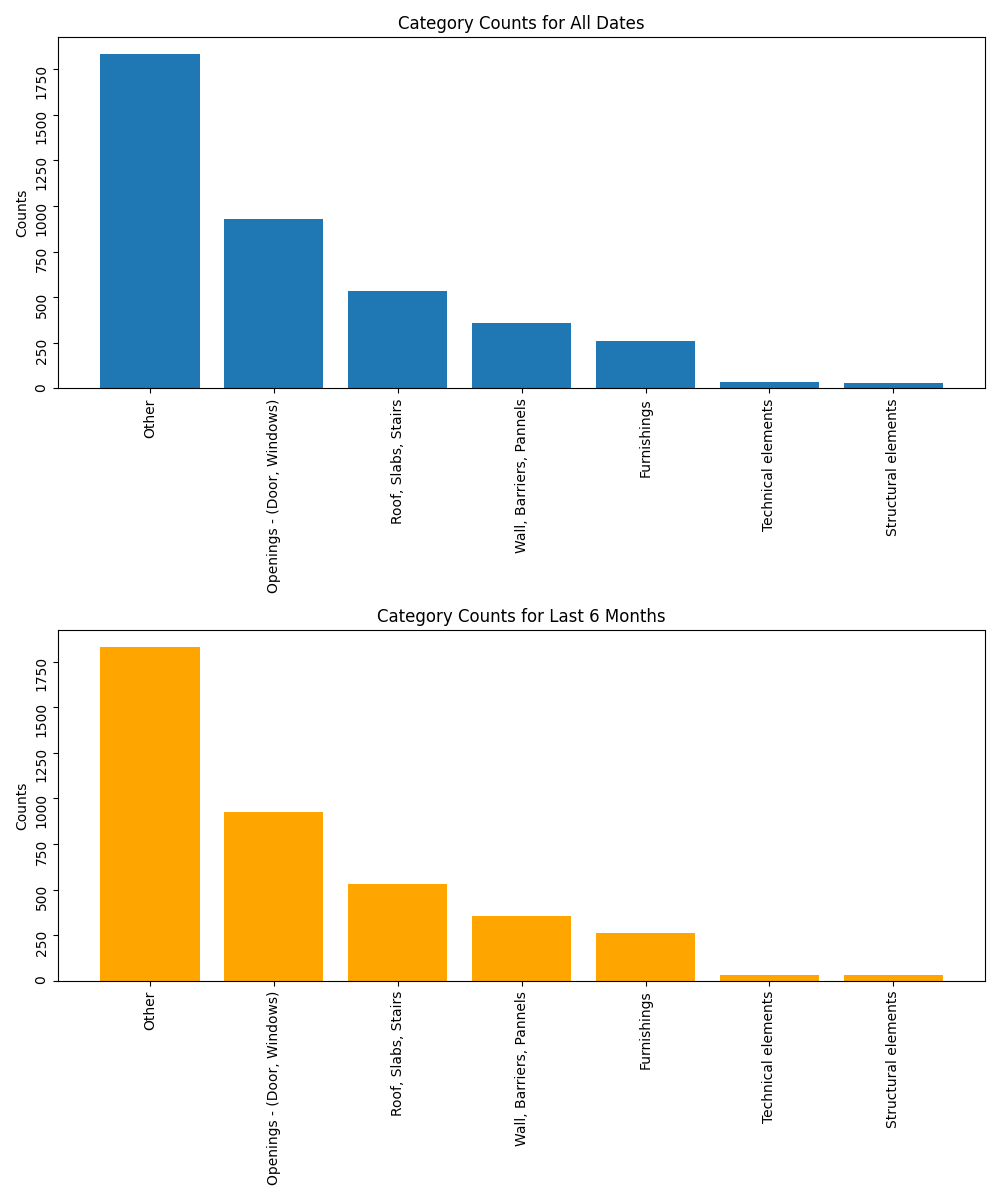 Category Counts for All Dates
Counts
1750
1500
1250
1000
750
500
250
0
Other
Openings - (Door, Windows)
Roof, Slabs, Stairs
Wall, Barriers, Pannels
Furnishings
Technical elements
Structural elements
Category Counts for Last 6 Months
Counts
1750
1500
1250
1000
750
500
250
0
Other
Openings - (Door, Windows)
Roof, Slabs, Stairs
Wall, Barriers, Pannels
Furnishings
Technical elements
Structural elements